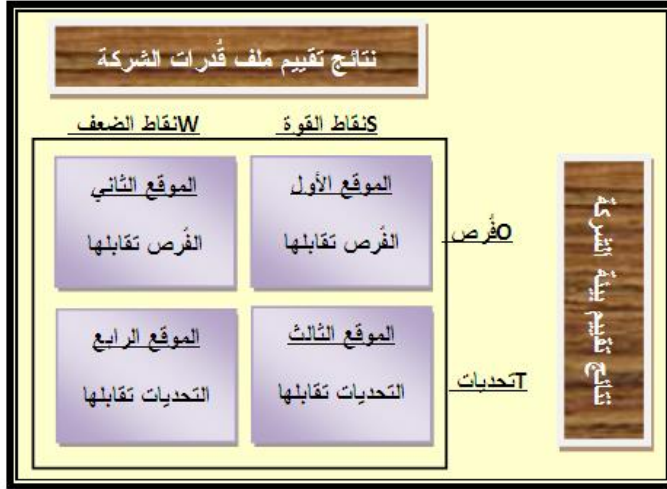 نتائج تقييم ملف قُدرات الشركة
Sنقاط القوة
Wنقاط الضعف
الموقع الأول
الفُرص تقابلها
الموقع الثاني
الفُرص تقابلها
Oفُرص
نتائج تقييم بيئة الشركة
الموقع الثالث
التحديات تقابلها
الموقع الرابع
التحديات تقابلها
Tتحديات